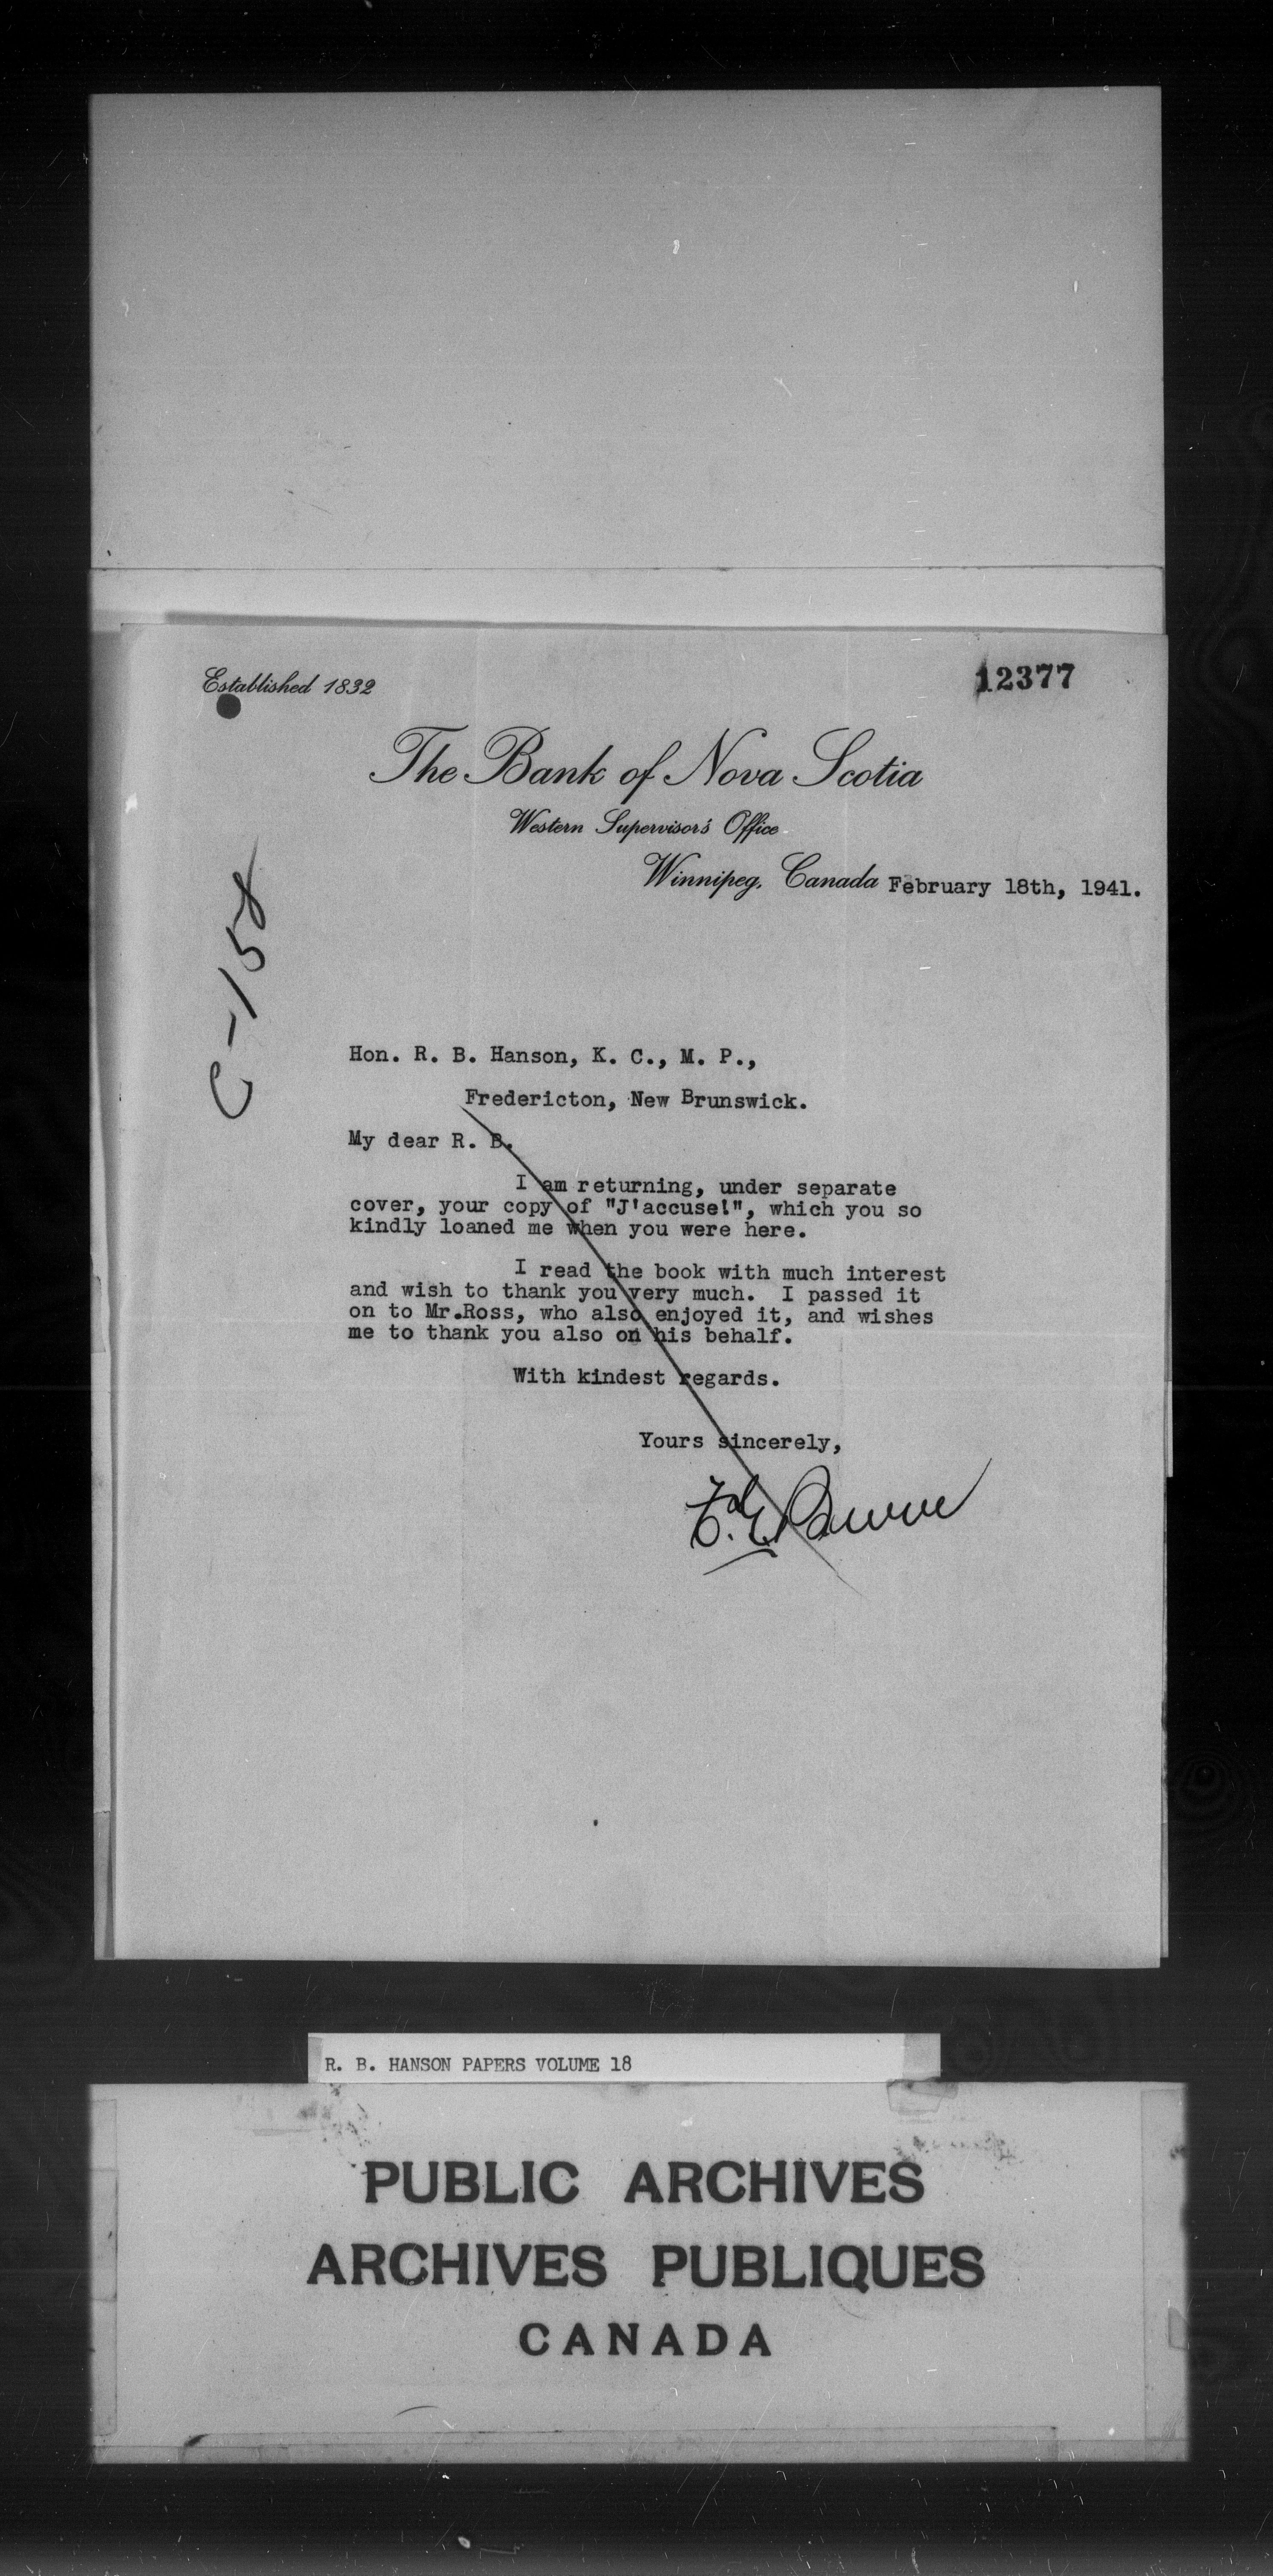 Established 1832
12377
The Bank of Nova Scotia
Western Supervisor's Office
Winnipeg, Canada February 18th, 1941.
C-158
Hon. R. B. Hanson, K. C., M. P.,
Fredericton, New Brunswick.
My dear R. B.
I am returning, under separate
cover, your copy of "J'accuse!", which you so
kindly loaned me when you were here.
I read the book with much interest
and wish to thank you very much. I passed it
on to Mr.Ross, who also enjoyed it, and wishes
me to thank you also on his behalf.
With kindest regards.
Yours sincerely,
R. B. HANSON PAPERS VOLUME 18
PUBLIC ARCHIVES
ARCHIVES PUBLIQUES
CANADA